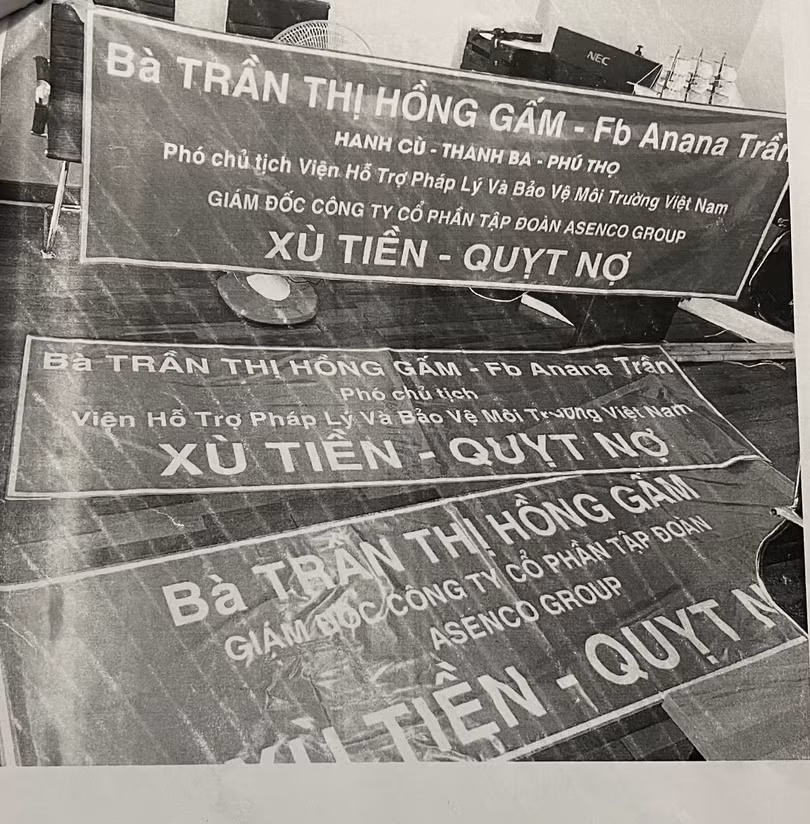 NEC
Bà TRẦN THỊ HỒNG GẤM - Fb Anana Trần
HANH CÙ - THANH BA - PHÚ THỌ
Phó chủ tịch Viện Hỗ Trợ Pháp Lý Và Bảo Vệ Môi Trường Việt Nam
GIÁM ĐỐC CÔNG TY CỔ PHẦN TẬP ĐOÀN ASENCO GROUP
XÙ TIỀN - QUỴT NỢ
Bà TRẦN THỊ HỒNG GẤM - Fb Anana Trần
Phó chủ tịch
Viện Hỗ Trợ Pháp Lý Và Bảo Vệ Môi Trường Việt Nam
XÙ TIỀN - QUỴT NỢ
Bà TRẦN THỊ HỒNG GẤM
GIÁM ĐỐC CÔNG TY CỔ PHẦN TẬP ĐOÀN
ASENCO GROUP
XÙ TIỀN - QUỴT N